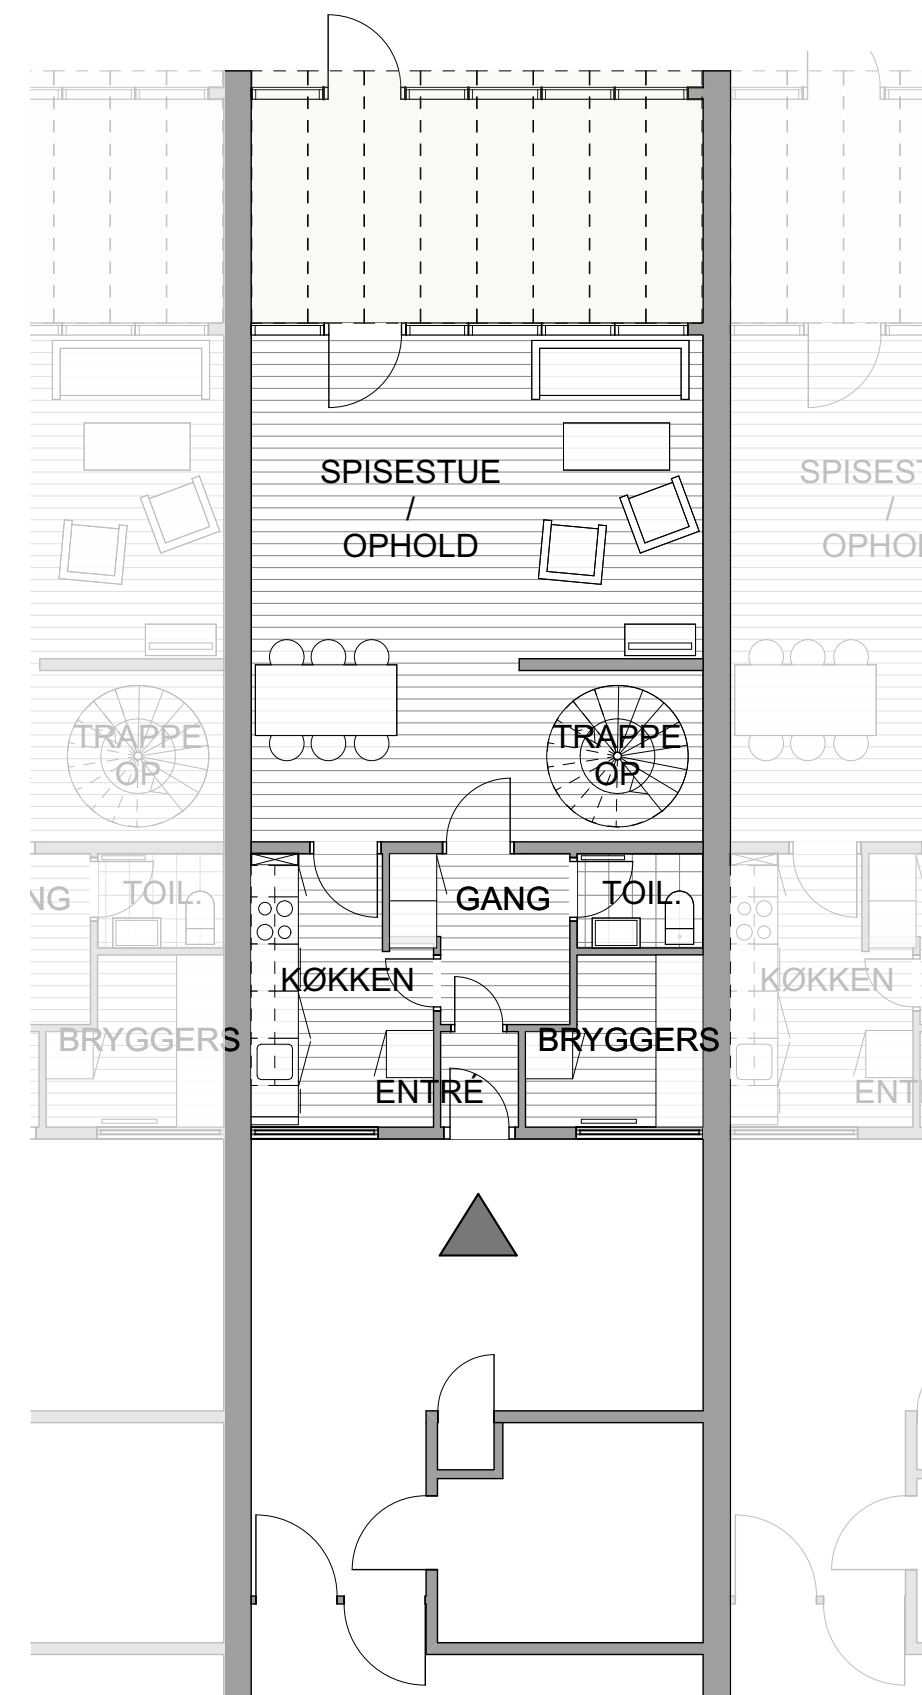 SPISESTUE
/
OPHOLD
SPISEST
/
OPHOL
TRAPPE
OP
TRAPPE
OP
NG
TOIL.
GANG
TOIL.
KØKKEN
KØKKEN
BRYGGERS
BRYGGERS
ENTRÉ
ENT